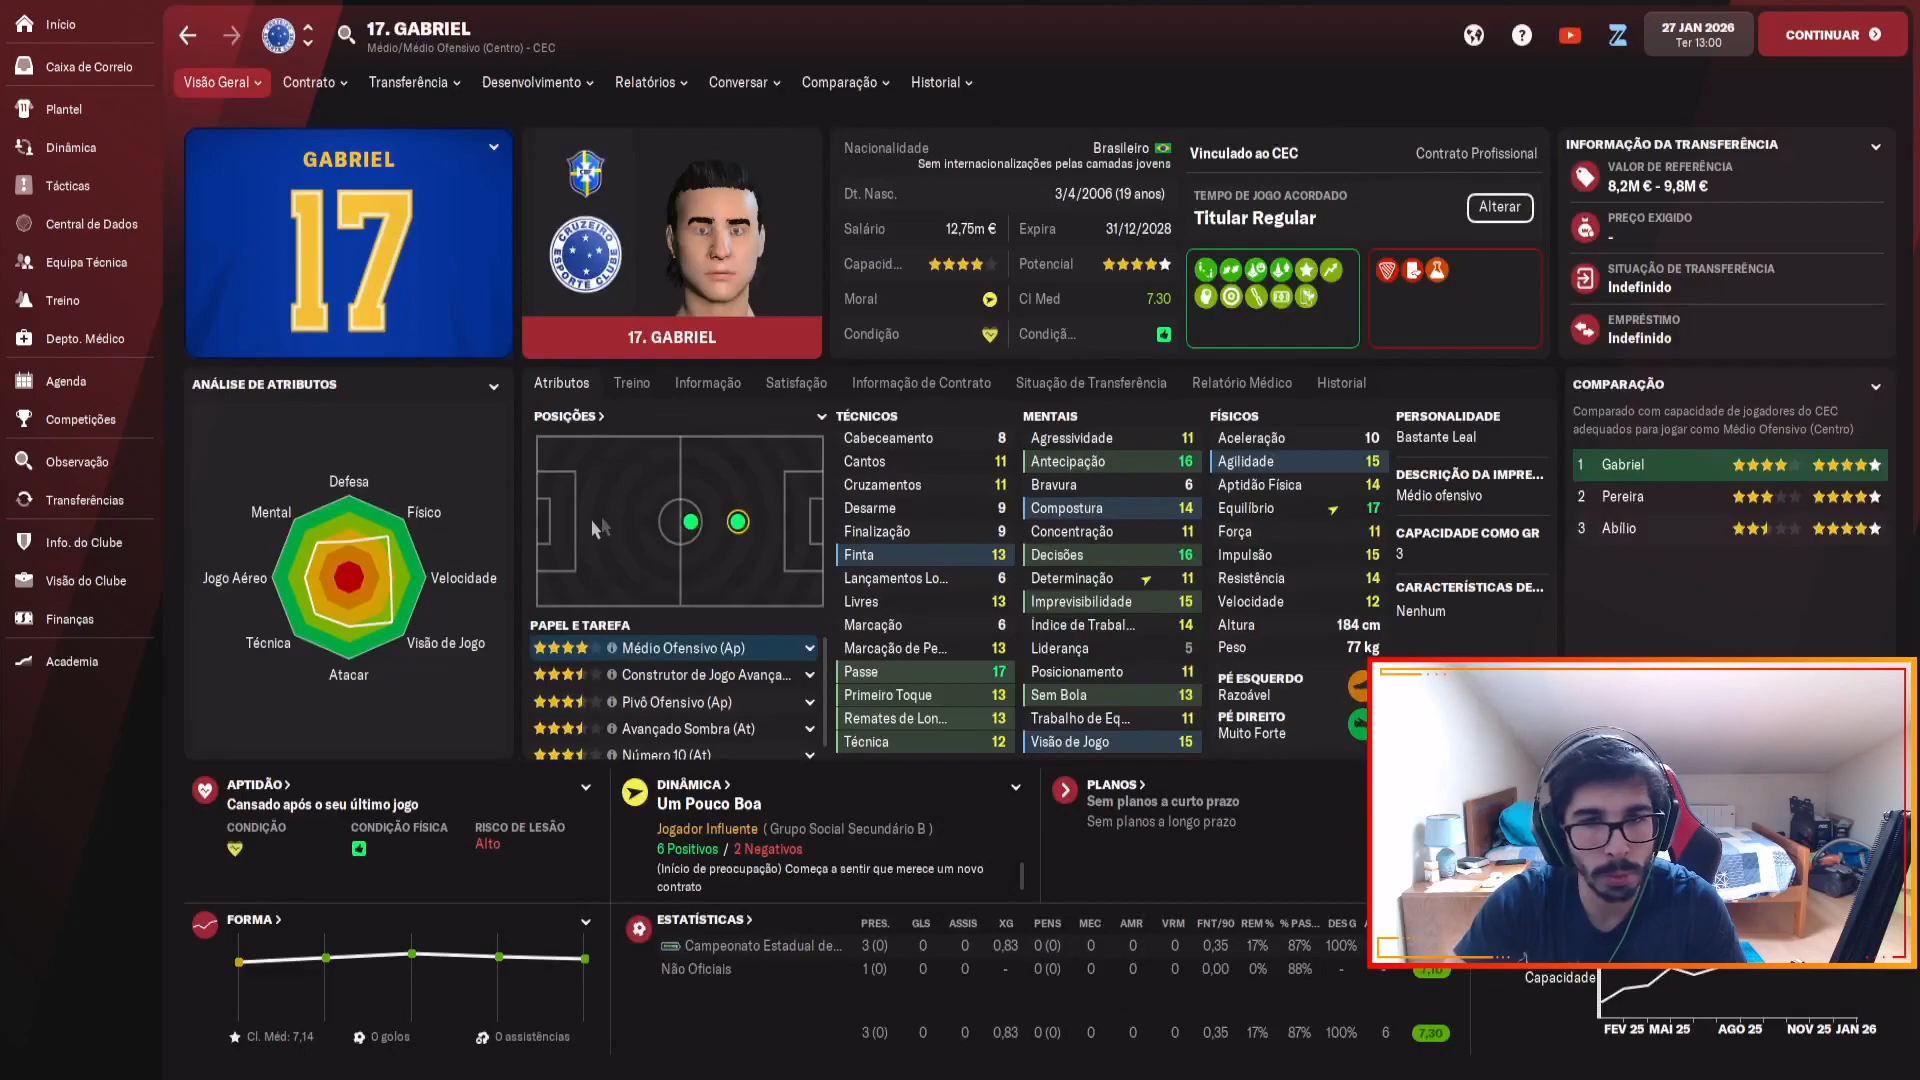 Início
Caixa de Correio
Plantel
Dinâmica
Tácticas
Central de Dados
Equipa Técnica
Treino
Depto. Médico
Agenda
Competições
Observação
Transferências
Info. do Clube
Visão do Clube
Finanças
Academia
17. GABRIEL
Médio/Médio Ofensivo (Centro) - CEC
27 JAN 2026
Ter 13:00
CONTINUAR
Visão Geral
Contrato
Transferência
Desenvolvimento
Relatórios
Conversar
Comparação
Historial
GABRIEL
17
CBF
CRUZEIRO ESPORTE CLUBE
17. GABRIEL
Nacionalidade Brasileiro
Sem internacionalizações pelas camadas jovens
Dt. Nasc. 3/4/2006 (19 anos)
Salário 12,75m € Expira 31/12/2028
Capacid... Potencial
Moral Cl Med 7.30
Condição Condiçã...
Vinculado ao CEC Contrato Profissional
TEMPO DE JOGO ACORDADO
Titular Regular
Alterar
INFORMAÇÃO DA TRANSFERÊNCIA
VALOR DE REFERÊNCIA
8,2M € - 9,8M €
PREÇO EXIGIDO
-
SITUAÇÃO DE TRANSFERÊNCIA
Indefinido
EMPRÉSTIMO
Indefinido
ANÁLISE DE ATRIBUTOS
Defesa
Mental Físico
Jogo Aéreo Velocidade
Técnica Visão de Jogo
Atacar
Atributos Treino Informação Satisfação Informação de Contrato Situação de Transferência Relatório Médico Historial
POSIÇÕES >
PAPEL E TAREFA
Médio Ofensivo (Ap)
Construtor de Jogo Avança...
Pivô Ofensivo (Ap)
Avançado Sombra (At)
Número 10 (At)
TÉCNICOS
Cabeceamento 8
Cantos 11
Cruzamentos 11
Desarme 9
Finalização 9
Finta 13
Lançamentos Lo... 6
Livres 13
Marcação 6
Marcação de Pe... 13
Passe 17
Primeiro Toque 13
Remates de Lon... 13
Técnica 12
MENTAIS
Agressividade 11
Antecipação 16
Bravura 6
Compostura 14
Concentração 11
Decisões 16
Determinação 11
Imprevisibilidade 15
Índice de Trabal... 14
Liderança 5
Posicionamento 11
Sem Bola 13
Trabalho de Eq... 11
Visão de Jogo 15
FÍSICOS
Aceleração 10
Agilidade 15
Aptidão Física 14
Equilíbrio 17
Força 11
Impulsão 15
Resistência 14
Velocidade 12
Altura 184 cm
Peso 77 kg
PÉ ESQUERDO
Razoável
PÉ DIREITO
Muito Forte
PERSONALIDADE
Bastante Leal
DESCRIÇÃO DA IMPRE...
Médio ofensivo
CAPACIDADE COMO GR
3
CARACTERÍSTICAS DE...
Nenhum
COMPARAÇÃO
Comparado com capacidade de jogadores do CEC
adequados para jogar como Médio Ofensivo (Centro)
1 Gabriel
2 Pereira
3 Abílio
APTIDÃO >
Cansado após o seu último jogo
CONDIÇÃO CONDIÇÃO FÍSICA RISCO DE LESÃO
Alto
DINÂMICA >
Um Pouco Boa
Jogador Influente ( Grupo Social Secundário B )
6 Positivos / 2 Negativos
(Início de preocupação) Começa a sentir que merece um novo
contrato
PLANOS >
Sem planos a curto prazo
Sem planos a longo prazo
FORMA >
Cl. Méd: 7,14 0 golos 0 assistências
ESTATÍSTICAS > PRES. GLS ASSIS XG PENS MEC AMR VRM FNT/90 REM % % PAS... DES G
Campeonato Estadual de... 3 (0) 0 0 0,83 0 (0) 0 0 0 0,35 17% 87% 100%
Não Oficiais 1 (0) 0 0 - 0 (0) 0 0 0 0,00 0% 88% - - 7,10
3 (0) 0 0 0,83 0 (0) 0 0 0 0,35 17% 87% 100% 6 7,30
Capacidade
FEV 25 MAI 25 AGO 25 NOV 25 JAN 26